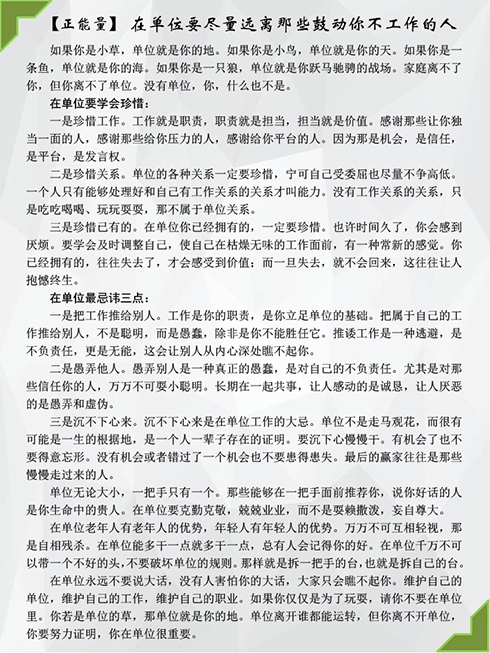 【正能量】 在单位要尽量远离那些鼓动你不工作的人
如果你是小草，单位就是你的地。如果你是小鸟，单位就是你的天。如果你是一
条鱼，单位就是你的海。如果你是一只狼，单位就是你跃马驰骋的战场。家庭离不了
你，但你离不了单位。没有单位，你，什么也不是。
在单位要学会珍惜：
一是珍惜工作。工作就是职责，职责就是担当，担当就是价值。感谢那些让你独
当一面的人，感谢那些给你压力的人，感谢给你平台的人。因为那是机会，是信任，
是平台，是发言权。
二是珍惜关系。单位的各种关系一定要珍惜，宁可自己受委屈也尽量不争高低。
一个人只有能够处理好和自己有工作关系的关系才叫能力。没有工作关系的关系，只
是吃吃喝喝、玩玩耍耍，那不属于单位关系。
三是珍惜已有的。在单位你已经拥有的，一定要珍惜。也许时间久了，你会感到
厌烦。要学会及时调整自己，使自己在枯燥无味的工作面前，有一种常新的感觉。你
已经拥有的，往往失去了，才会感受到价值；而一旦失去，就不会回来，这往往让人
抱憾终生。
在单位最忌讳三点：
一是把工作推给别人。工作是你的职责，是你立足单位的基础。把属于自己的工
作推给别人，不是聪明，而是愚蠢，除非是你不能胜任它。推诿工作是一种逃避，是
不负责任，更是无能，这会让别人从内心深处瞧不起你。
二是愚弄他人。愚弄别人是一种真正的愚蠢，是对自己的不负责任。尤其是对那
些信任你的人，万万不可耍小聪明。长期在一起共事，让人感动的是诚恳，让人厌恶
的是愚弄和虚伪。
三是沉不下心来。沉不下心来是在单位工作的大忌。单位不是走马观花，而很有
可能是一生的根据地，是一个人一辈子存在的证明。要沉下心慢慢干。有机会了也不
要得意忘形。没有机会或者错过了一个机会也不要患得患失。最后的赢家往往是那些
慢慢走过来的人。
单位无论大小，一把手只有一个。那些能够在一把手面前推荐你，说你好话的人
是你生命中的贵人。在单位要克勤克敬，兢兢业业，而不是耍赖撒泼，妄自尊大。
在单位老年人有老年人的优势，年轻人有年轻人的优势。万万不可互相轻视，那
是自相残杀。在单位能多干一点就多干一点，总有人会记得你的好。在单位千万不可
以带一个不好的头，不要破坏单位的规则。那样就是拆一把手的台，也就是拆自己的台。
在单位永远不要说大话，没有人害怕你的大话，大家只会瞧不起你。维护自己的
单位，维护自己的工作，维护自己的职业。如果你仅仅是为了玩耍，请你不要在单位
里。你若是单位的草，那单位就是你的地。单位离开谁都能运转，但你离不开单位，
你要努力证明，你在单位很重要。